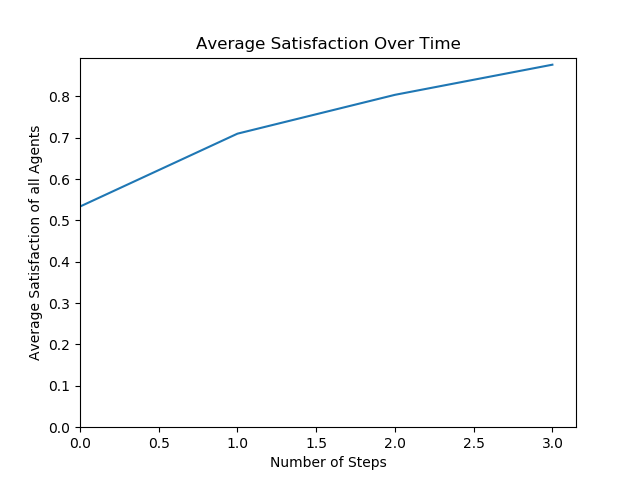 Average Satisfaction Over Time
Average Satisfaction of all Agents
0.8
0.7
0.6
0.5
0.4
0.3
0.2
0.1
0.0
0.0 0.5 1.0 1.5 2.0 2.5 3.0
Number of Steps